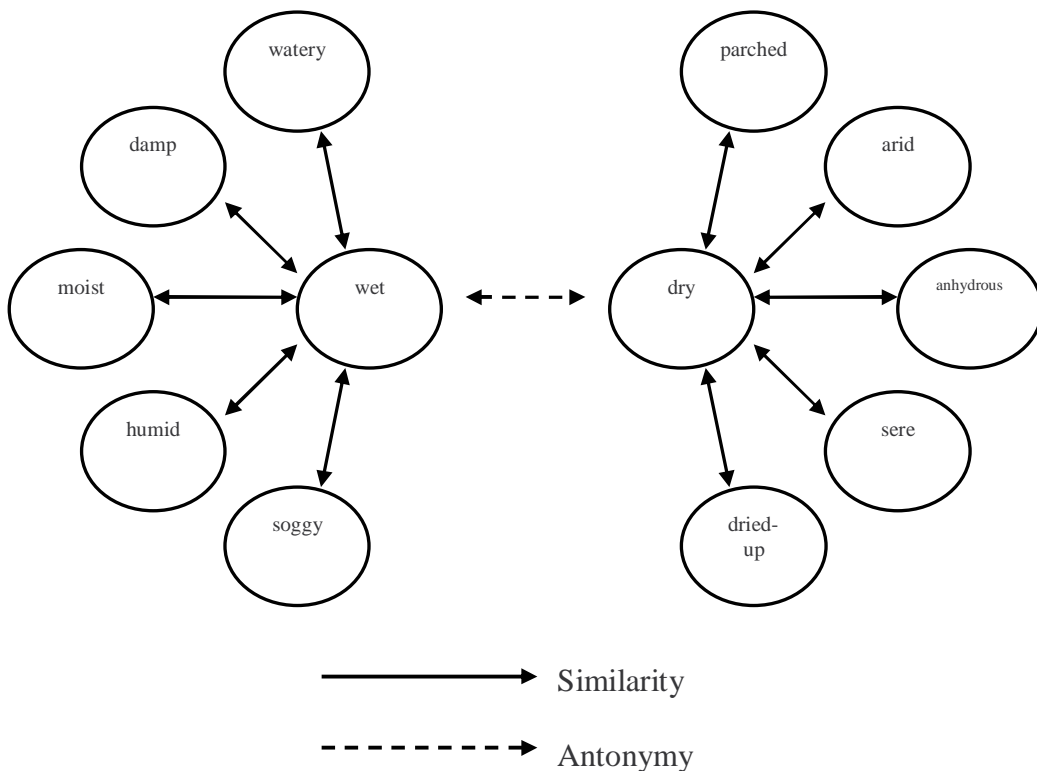 watery
parched
damp
arid
moist
wet
dry
anhydrous
humid
sere
soggy
dried-
up
Similarity
Antonymy